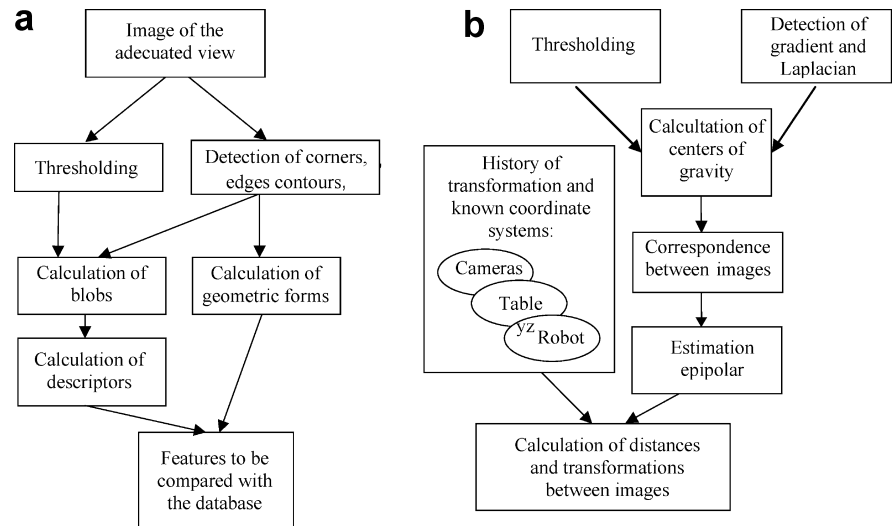 a
Image of the
adecuated view
Thresholding
Detection of corners,
edges contours,
Calculation of
blobs
Calculation of
geometric forms
Calculation of
descriptors
Features to be
compared with
the database
b
Thresholding
Detection of
gradient and
Laplacian
Calcultation of
centers of
gravity
History of
transformation and
known coordinate
systems:
Cameras
Table
yz
Robot
Correspondence
between images
Estimation
epipolar
Calculation of distances
and transformations
between images